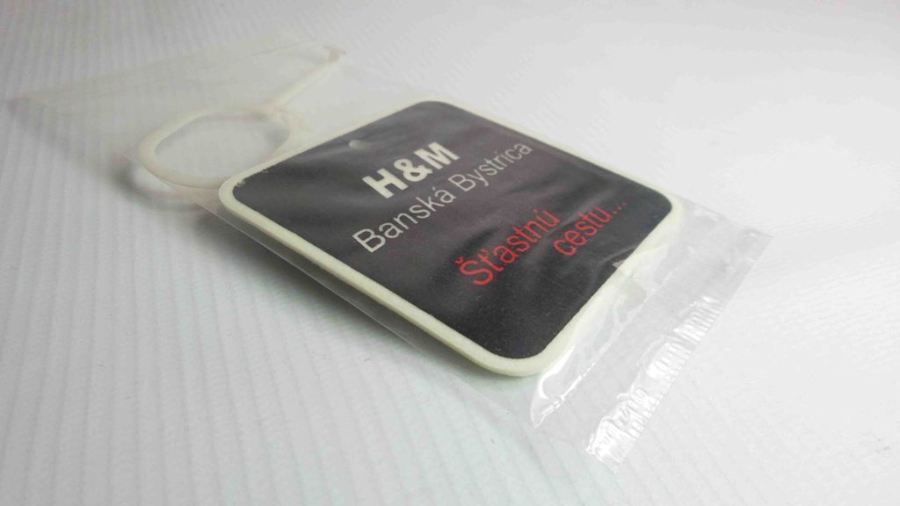 H&M
Banská Bystrica
Šťastnú
cestu...